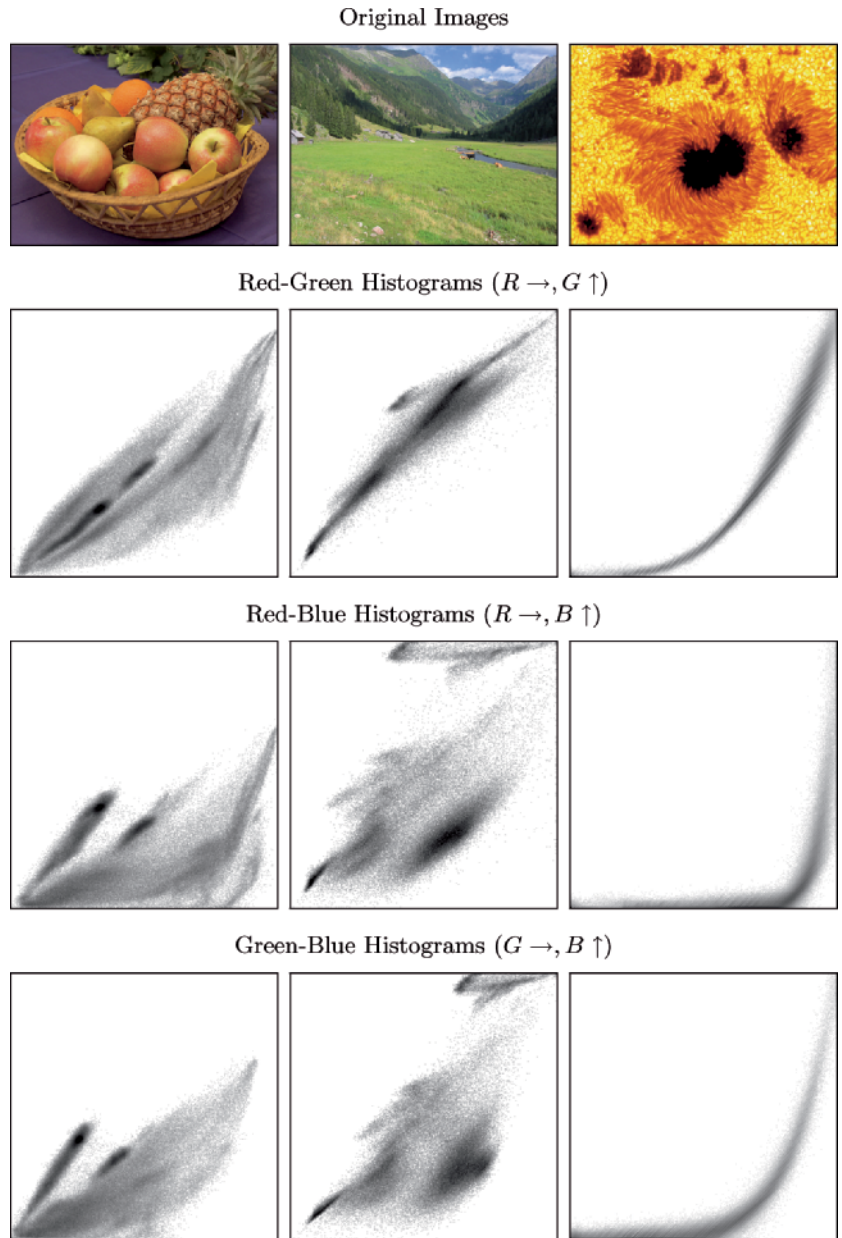 Original Images
Red-Green Histograms (R →, G ↑)
Red-Blue Histograms (R →, B ↑)
Green-Blue Histograms (G →, B ↑)